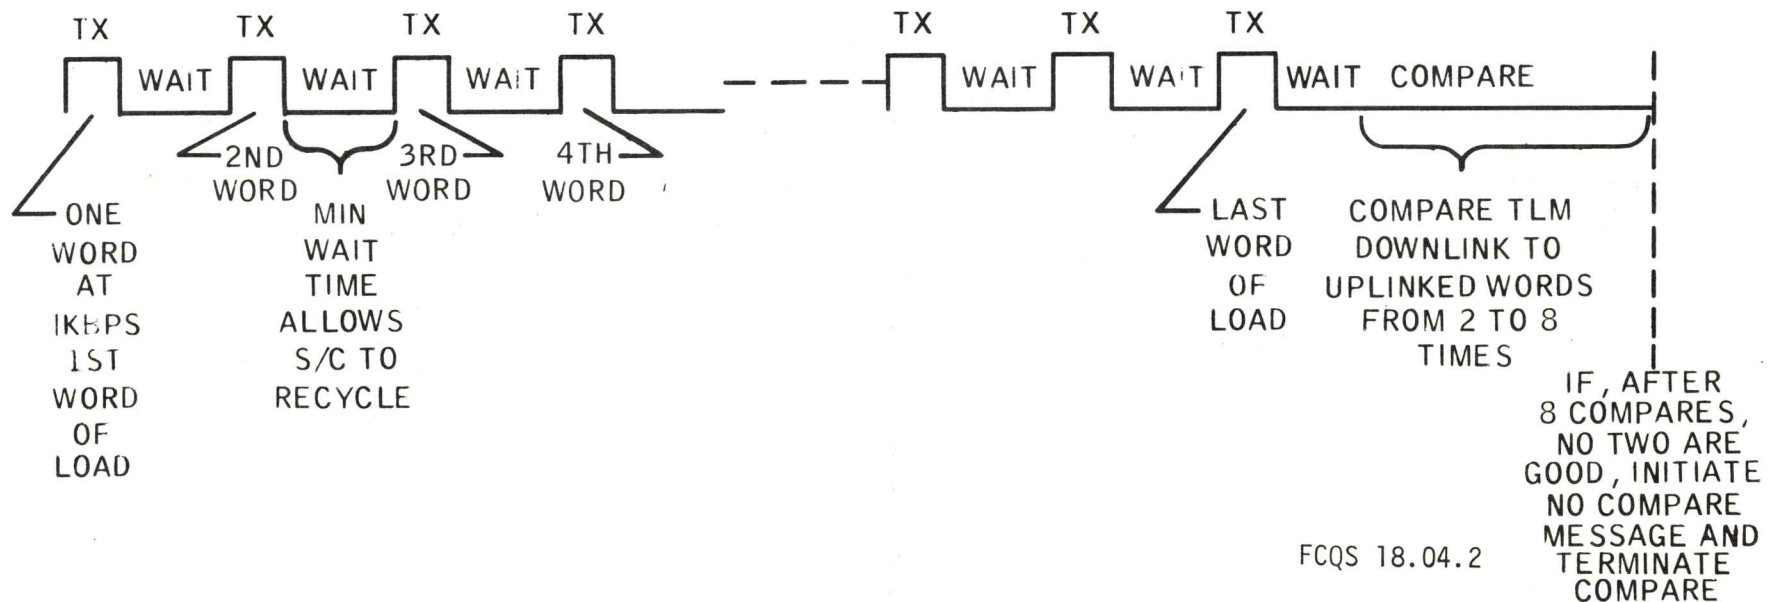 TX TX TX TX TX TX TX
WAIT WAIT WAIT WAIT WAIT WAIT COMPARE
ONE
WORD
AT
1KBPS
1ST
WORD
OF
LOAD
2ND
WORD
MIN
WAIT
TIME
ALLOWS
S/C TO
RECYCLE
3RD
WORD
4TH
WORD
LAST
WORD
OF
LOAD
COMPARE TLM
DOWNLINK TO
UPLINKED WORDS
FROM 2 TO 8
TIMES
IF, AFTER
8 COMPARES,
NO TWO ARE
GOOD, INITIATE
NO COMPARE
MESSAGE AND
TERMINATE
COMPARE
FCQS 18.04.2